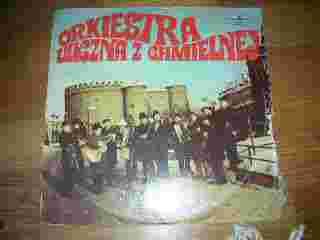 ORKIESTRA
ULICZNA Z CHMIELNEJ